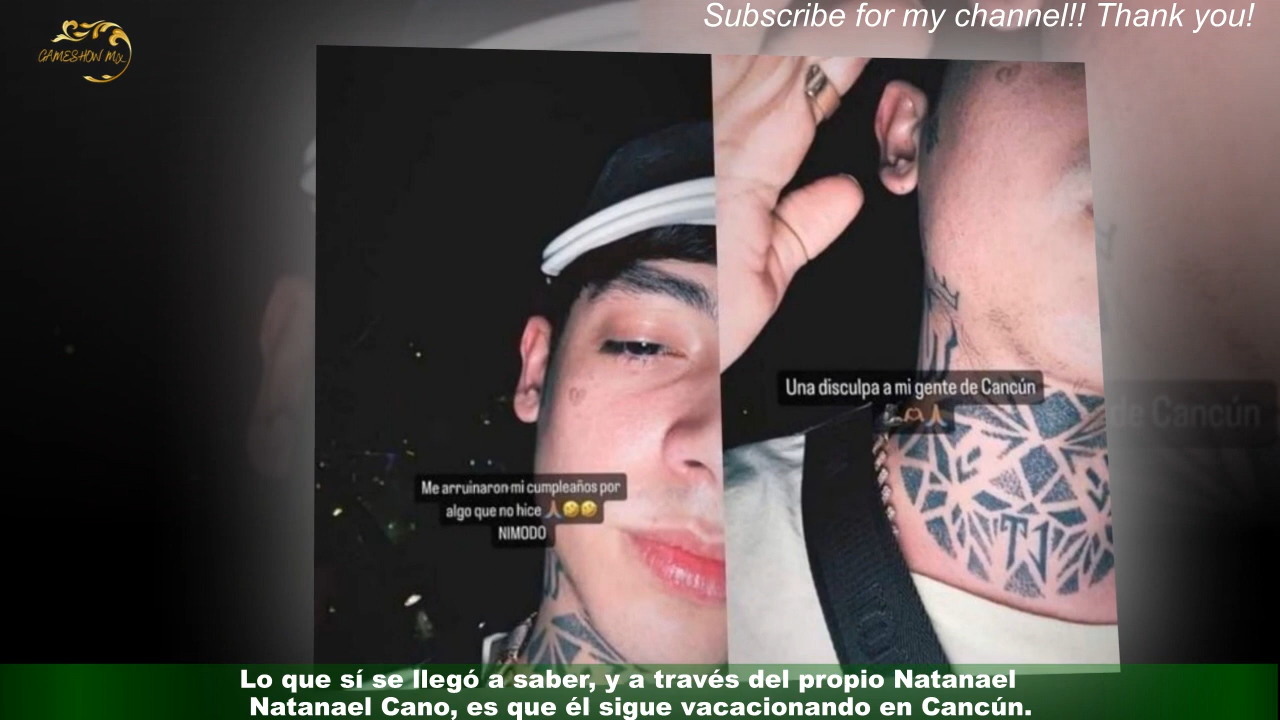 Subscribe for my channel!! Thank you!
GAMESHOW Mix
Me arruinaron mi cumpleaños por
algo que no hice 🙏🤣🤣
NIMODO
Una disculpa a mi gente de Cancún
de Cancún
TJ
Lo que sí se llegó a saber, y a través del propio Natanael
Natanael Cano, es que él sigue vacacionando en Cancún.